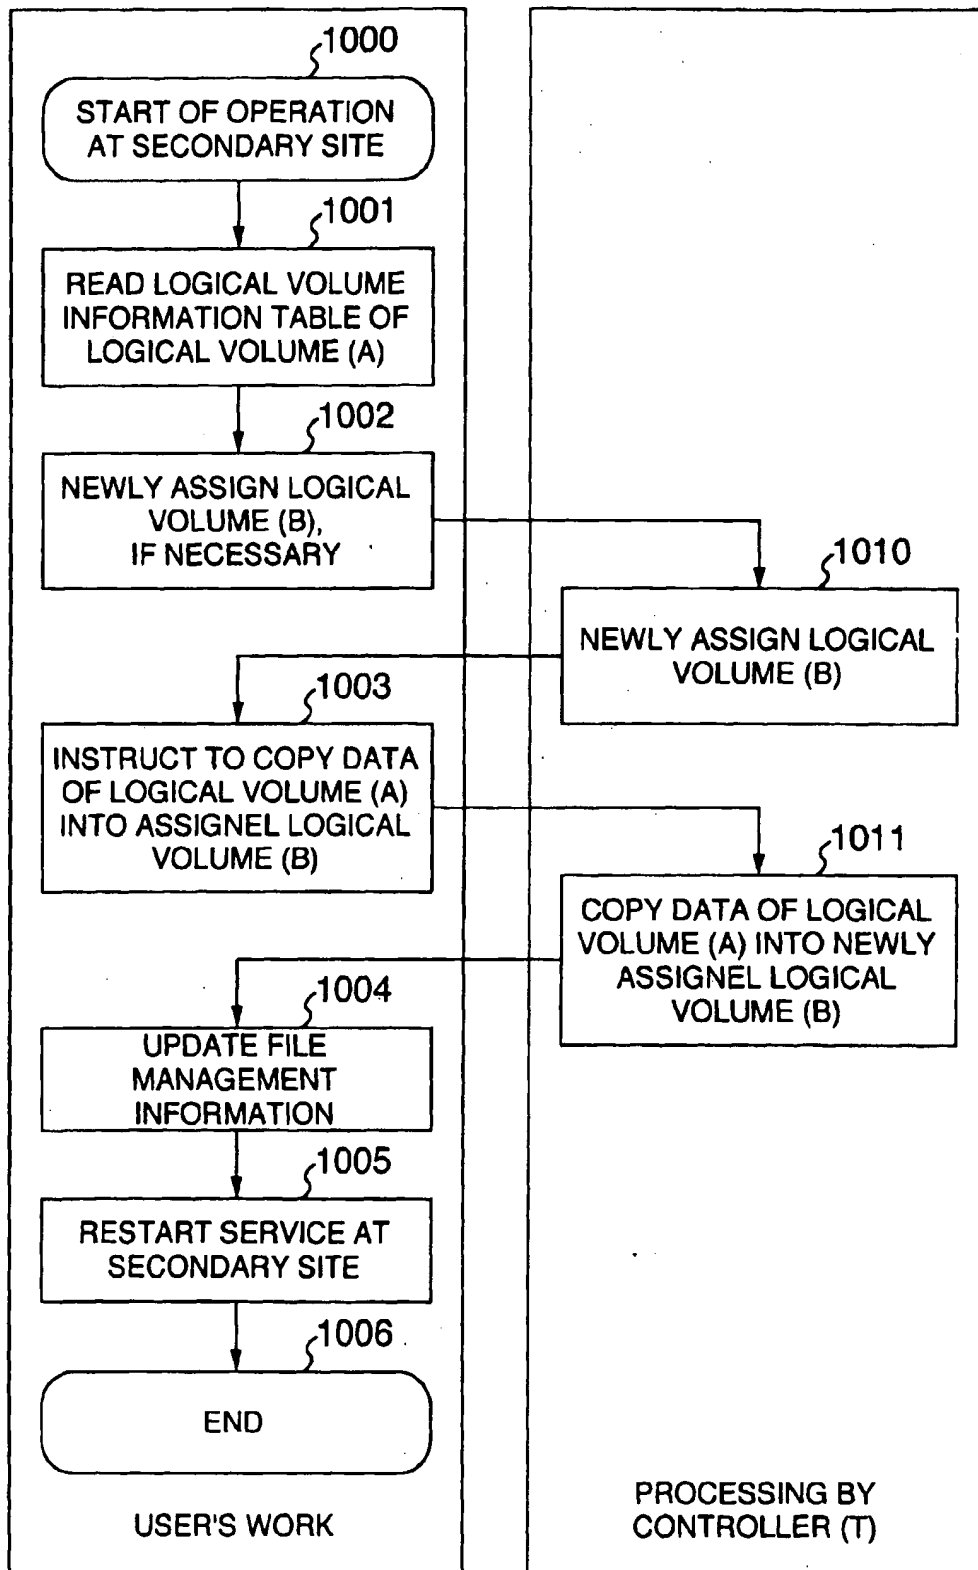 1000
START OF OPERATION
AT SECONDARY SITE
1001
READ LOGICAL VOLUME
INFORMATION TABLE OF
LOGICAL VOLUME (A)
1002
NEWLY ASSIGN LOGICAL
VOLUME (B),
IF NECESSARY
1010
NEWLY ASSIGN LOGICAL
VOLUME (B)
1003
INSTRUCT TO COPY DATA
OF LOGICAL VOLUME (A)
INTO ASSIGNEL LOGICAL
VOLUME (B)
1011
COPY DATA OF LOGICAL
VOLUME (A) INTO NEWLY
ASSIGNEL LOGICAL
VOLUME (B)
1004
UPDATE FILE
MANAGEMENT
INFORMATION
1005
RESTART SERVICE AT
SECONDARY SITE
1006
END
USER'S WORK
PROCESSING BY
CONTROLLER (T)